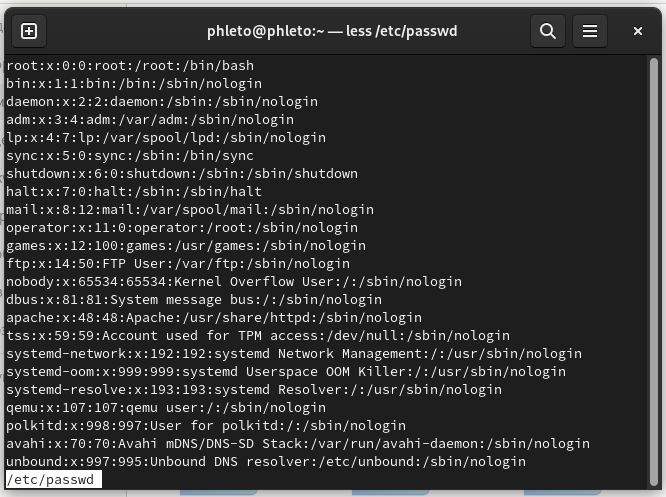 phleto@phleto:~ — less /etc/passwd
root:x:0:0:root:/root:/bin/bash
bin:x:1:1:bin:/bin:/sbin/nologin
daemon:x:2:2:daemon:/sbin:/sbin/nologin
adm:x:3:4:adm:/var/adm:/sbin/nologin
lp:x:4:7:lp:/var/spool/lpd:/sbin/nologin
sync:x:5:0:sync:/sbin:/bin/sync
shutdown:x:6:0:shutdown:/sbin:/sbin/shutdown
halt:x:7:0:halt:/sbin:/sbin/halt
mail:x:8:12:mail:/var/spool/mail:/sbin/nologin
operator:x:11:0:operator:/root:/sbin/nologin
games:x:12:100:games:/usr/games:/sbin/nologin
ftp:x:14:50:FTP User:/var/ftp:/sbin/nologin
nobody:x:65534:65534:Kernel Overflow User:/:/sbin/nologin
dbus:x:81:81:System message bus:/:/sbin/nologin
apache:x:48:48:Apache:/usr/share/httpd:/sbin/nologin
tss:x:59:59:Account used for TPM access:/dev/null:/sbin/nologin
systemd-network:x:192:192:systemd Network Management:/:/usr/sbin/nologin
systemd-oom:x:999:999:systemd Userspace OOM Killer:/:/usr/sbin/nologin
systemd-resolve:x:193:193:systemd Resolver:/:/usr/sbin/nologin
qemu:x:107:107:qemu user:/:/sbin/nologin
polkitd:x:998:997:User for polkitd:/:/sbin/nologin
avahi:x:70:70:Avahi mDNS/DNS-SD Stack:/var/run/avahi-daemon:/sbin/nologin
unbound:x:997:995:Unbound DNS resolver:/etc/unbound:/sbin/nologin
/etc/passwd